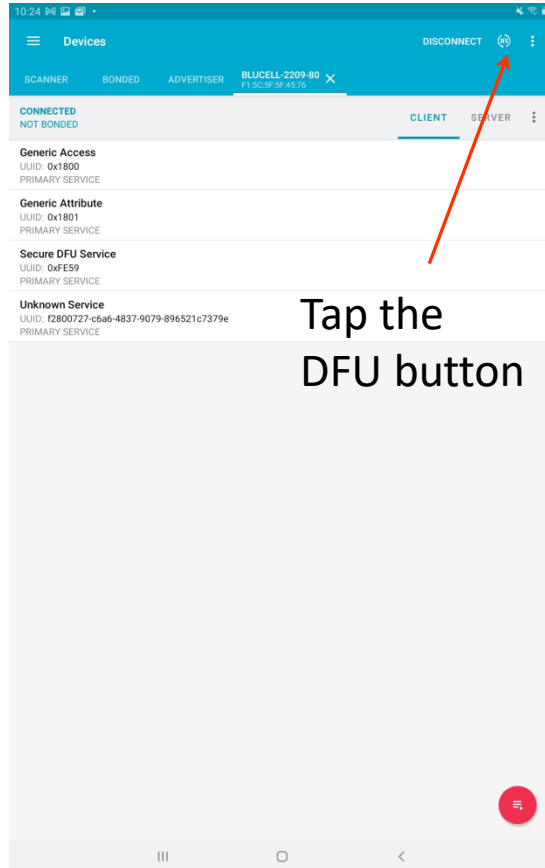 10:24
Devices
DISCONNECT
SCANNER BONDED ADVERTISER BLUCELL-2209-80
F1:5C:8F:5F:45:76
CONNECTED
NOT BONDED
CLIENT SERVER
Generic Access
UUID: 0x1800
PRIMARY SERVICE
Generic Attribute
UUID: 0x1801
PRIMARY SERVICE
Secure DFU Service
UUID: 0xFE59
PRIMARY SERVICE
Unknown Service
UUID: f2800727-c6a6-4837-9079-896521c7379e
PRIMARY SERVICE
Tap the
DFU button